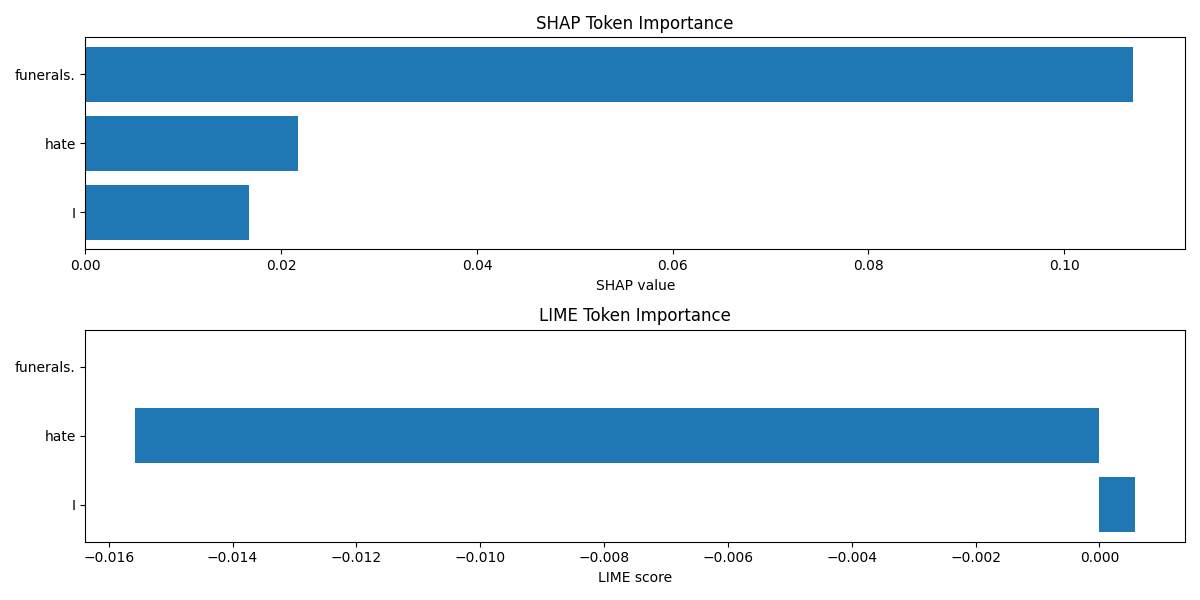 SHAP Token Importance
funerals.
hate
I
0.00 0.02 0.04 0.06 0.08 0.10
SHAP value
LIME Token Importance
funerals.
hate
I
−0.016 −0.014 −0.012 −0.010 −0.008 −0.006 −0.004 −0.002 0.000
LIME score